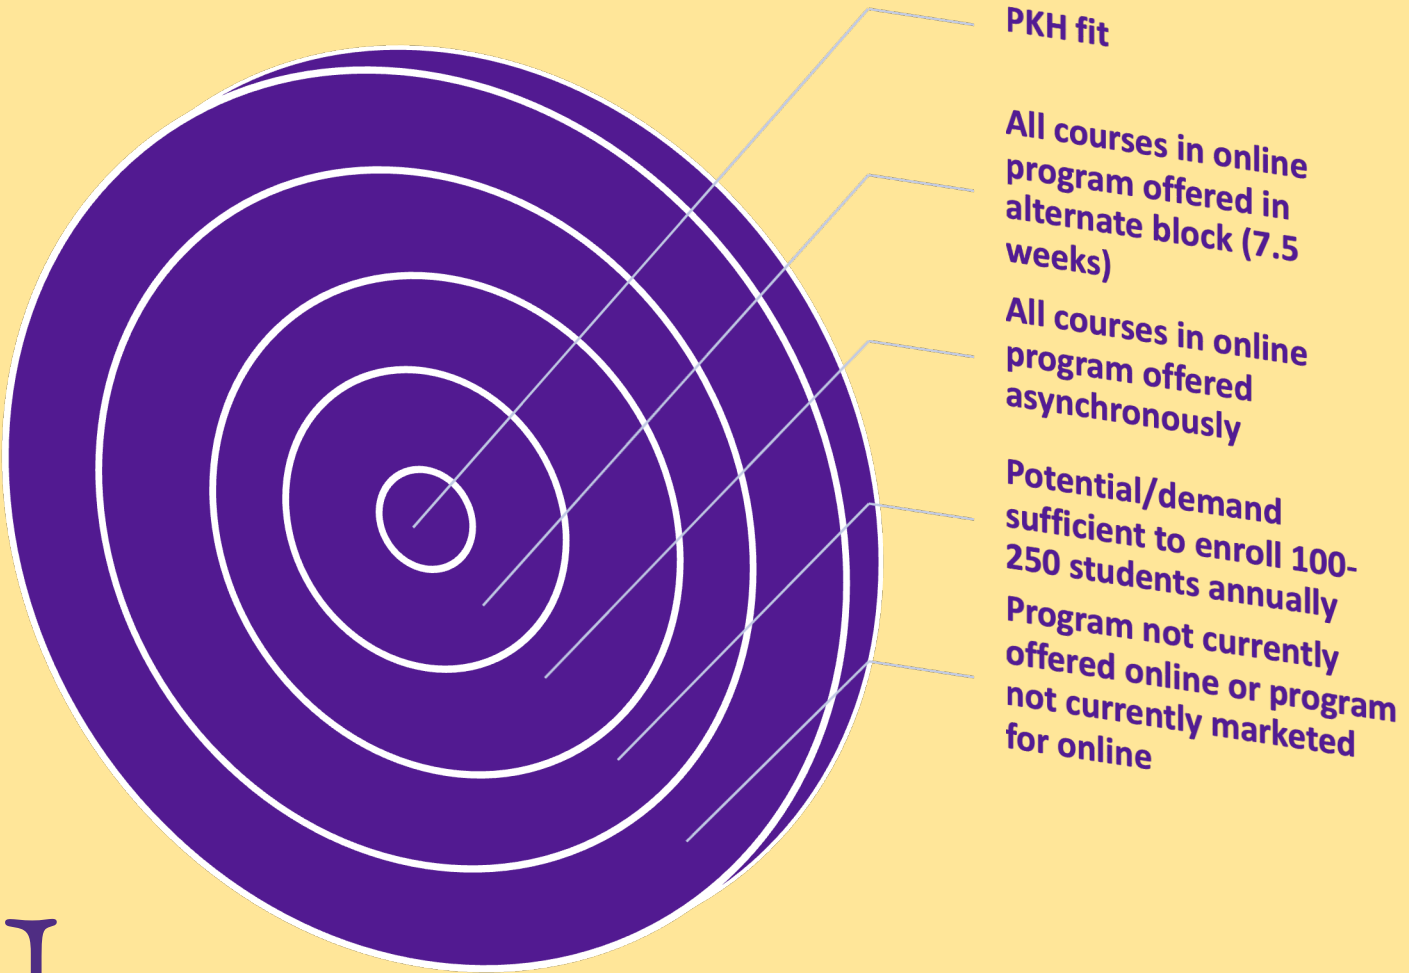 PKH fit
All courses in online
program offered in
alternate block (7.5
weeks)
All courses in online
program offered
asynchronously
Potential/demand
sufficient to enroll 100-
250 students annually
Program not currently
offered online or program
not currently marketed
for online